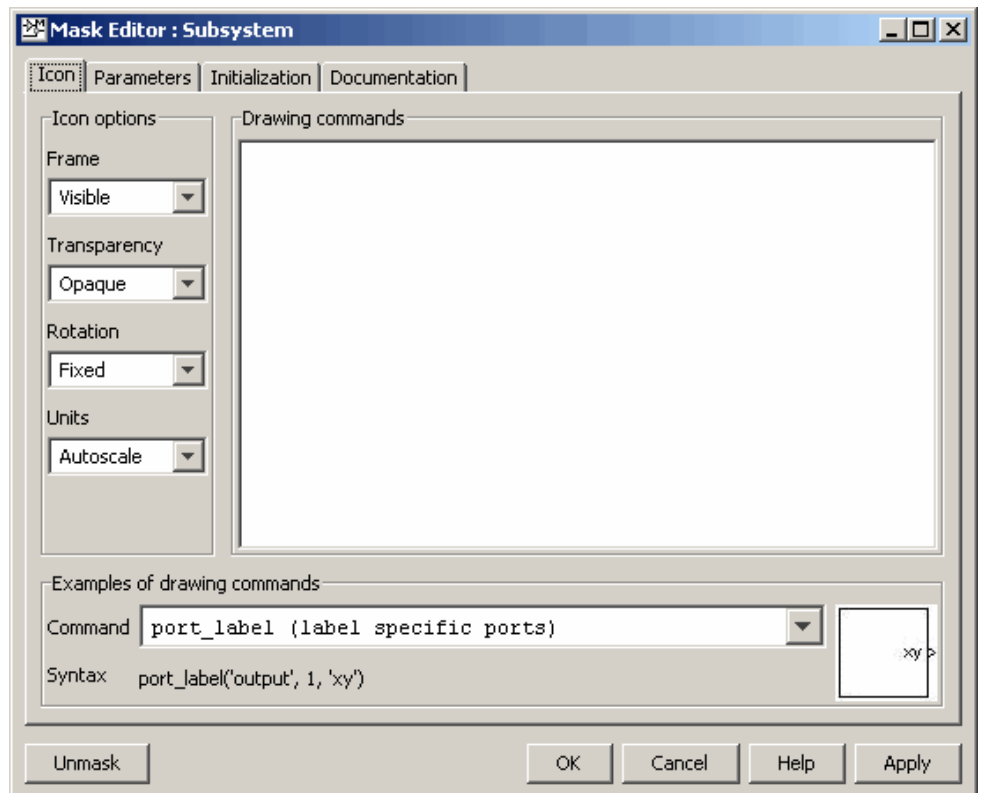 Mask Editor : Subsystem
Icon Parameters Initialization Documentation
Icon options
Frame
Visible
Transparency
Opaque
Rotation
Fixed
Units
Autoscale
Drawing commands
Examples of drawing commands
Command port_label (label specific ports)
Syntax port_label('output', 1, 'xy')
xy
Unmask OK Cancel Help Apply